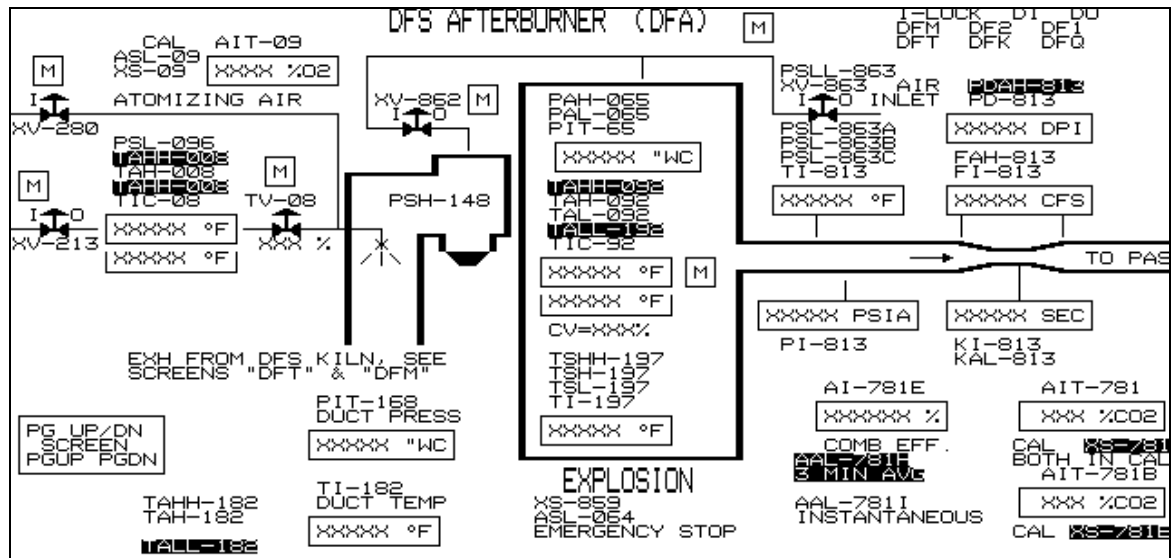 DFS AFTERBURNER (DFA)
M
I-LOCK DI DO
DFM DF2 DF1
DFT DFK DFQ
CAL AIT-09
ASL-09
XS-09 XXXX %O2
M
I
ATOMIZING AIR
XV-280
PSL-096
TAHH-008
TAH-008
TAHH-008
TIC-08
M
I O
XV-213
XXXXX °F
XXXXX °F
M
TV-08
XXX %
XV-862 M
I O
PSH-148
PAH-065
PAL-065
PIT-65
XXXXX "WC
TAHH-092
TAH-092
TAL-092
TALL-192
TIC-92
XXXXX °F M
XXXXX °F
CV=XXX%
TSHH-197
TSH-197
TSL-197
TI-197
XXXXX °F
PSLL-863
XV-863 AIR
I O INLET
PSL-863A
PSL-863B
PSL-863C
TI-813
XXXXX °F
PDAH-813
PD-813
XXXXX DPI
FAH-813
FI-813
XXXXX CFS
TO PAS
XXXXX PSIA
PI-813
XXXXX SEC
KI-813
KAL-813
EXH FROM DFS KILN, SEE
SCREENS "DFT" & "DFM"
PG UP/DN
SCREEN
PGUP PGDN
PIT-168
DUCT PRESS
XXXXX "WC
TAHH-182
TAH-182
TALL-182
TI-182
DUCT TEMP
XXXXX °F
EXPLOSION
XS-859
ASL-064
EMERGENCY STOP
AI-781E
XXXXXX %
COMB EFF.
AAL-781H
3 MIN AVG
AAL-781I
INSTANTANEOUS
AIT-781
XXX %CO2
CAL XS-781
BOTH IN CAL
AIT-781B
XXX %CO2
CAL XS-781B